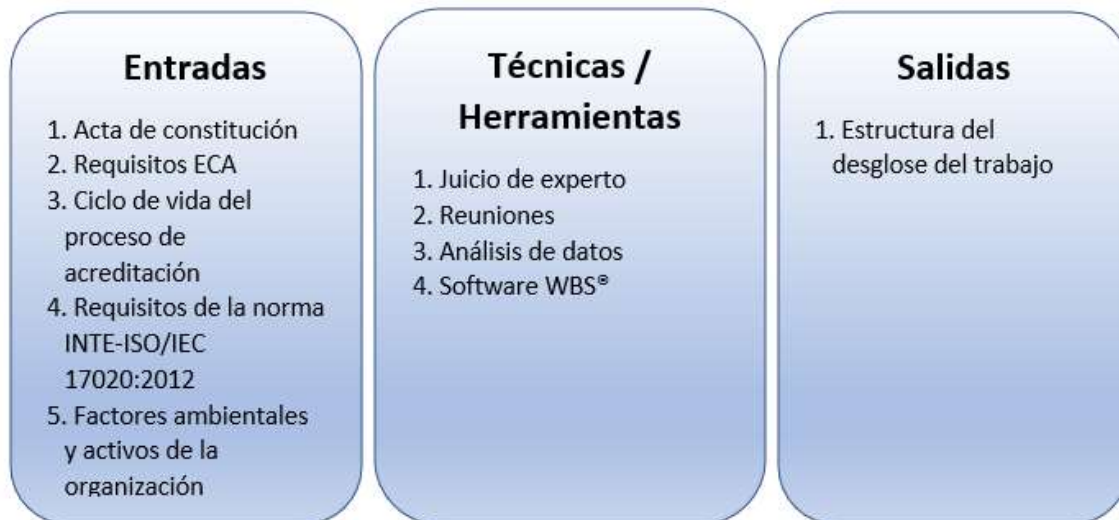 Entradas
1. Acta de constitución
2. Requisitos ECA
3. Ciclo de vida del
proceso de
acreditación
4. Requisitos de la norma
INTE-ISO/IEC
17020:2012
5. Factores ambientales
y activos de la
organización
Técnicas /
Herramientas
1. Juicio de experto
2. Reuniones
3. Análisis de datos
4. Software WBS®
Salidas
1. Estructura del
desglose del trabajo